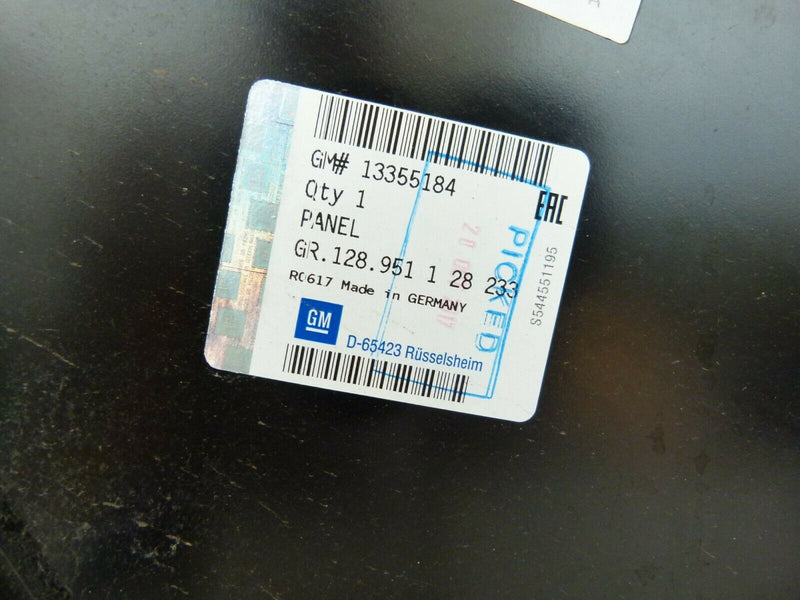 GM# 13355184
Qty 1
PANEL
GR.128.951 1 28 233
R0617 Made in GERMANY
GM
D-65423 Rüsselsheim
EAC
S544551195
PICKED